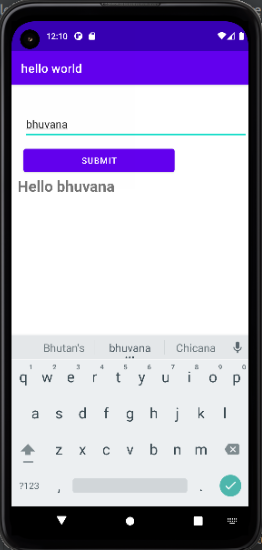 12:10
hello world
bhuvana
SUBMIT
Hello bhuvana
Bhutan's bhuvana Chicana
1 2 3 4 5 6 7 8 9 0
q w e r t y u i o p
a s d f g h j k l
z x c v b n m
?123 , .